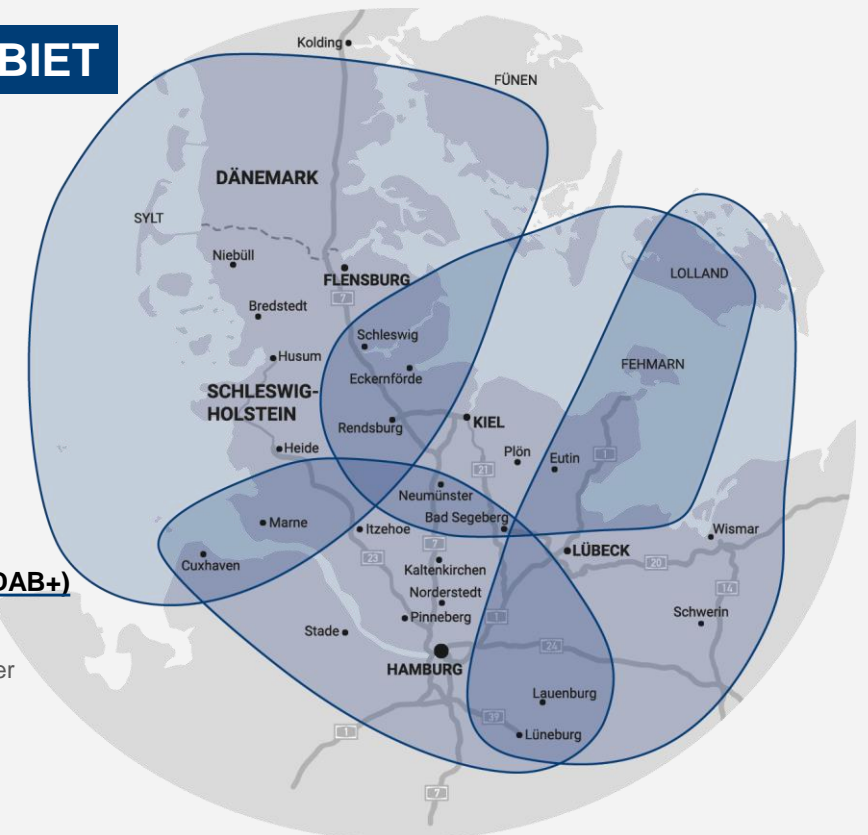 BIET
Kolding
FÜNEN
DÄNEMARK
SYLT
Niebüll
FLENSBURG
7
LOLLAND
Bredstedt
Schleswig
Husum
Eckernförde
FEHMARN
SCHLESWIG-
HOLSTEIN
Rendsburg
KIEL
Heide
Plön
Eutin
1
21
Neumünster
Marne
Itzehoe
Bad Segeberg
Wismar
7
LÜBECK
Cuxhaven
23
Kaltenkirchen
20
DAB+)
Norderstedt
14
Pinneberg
1
Schwerin
Stade
24
HAMBURG
er
Lauenburg
39
Lüneburg
1
7